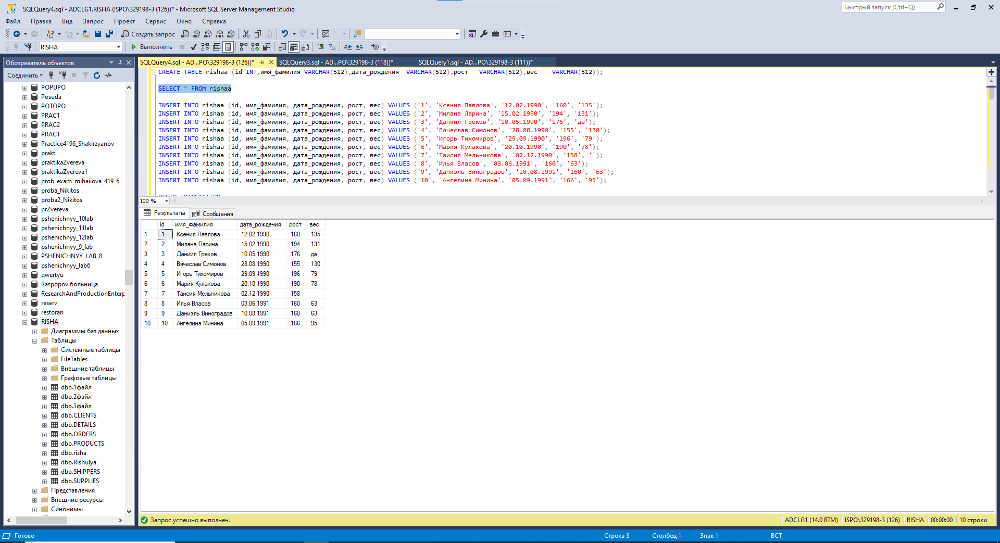 SQLQuery4.sql - ADCLG1.RISHA (ISPO\329198-3 (126))* - Microsoft SQL Server Management Studio
Быстрый запуск (Ctrl+Q)
Файл Правка Вид Запрос Проект Сервис Окно Справка
Создать запрос
RISHA
Выполнить
Обозреватель объектов
Соединить
POPUPO
Posuda
POTOPO
PRAC1
PRAC2
PRACT
Practice4196_Shakirzyanov
prakt
praktikaZvereva
praktikaZvereva1
prob_exam_mihailova_419_6
proba_Nikitos
proba2_Nikitos
prZvereva
pshenichnyy_10lab
pshenichnyy_11lab
pshenichnyy_12lab
pshenichnyy_9_lab
PSHENICHNYY_LAB_8
pshenichnyy_lab6
qwertyu
Raspopov больница
ResearchAndProductionEnterp
reserv
restoran
RISHA
Диаграммы баз данных
Таблицы
Системные таблицы
FileTables
Внешние таблицы
Графовые таблицы
dbo.1файл
dbo.2файл
dbo.3файл
dbo.CLIENTS
dbo.DETAILS
dbo.ORDERS
dbo.PRODUCTS
dbo.risha
dbo.Rishulya
dbo.SHIPPERS
dbo.SUPPLIES
Представления
Внешние ресурсы
Синонимы
SQLQuery4.sql - AD...PO\329198-3 (126))* SQLQuery3.sql - AD...PO\329198-3 (118))* SQLQuery1.sql - AD...PO\329198-3 (111))*
CREATE TABLE rishaa (id INT,имя_фамилия VARCHAR(512),дата_рождения VARCHAR(512),рост VARCHAR(512),вес VARCHAR(512));
SELECT * FROM rishaa
INSERT INTO rishaa (id, имя_фамилия, дата_рождения, рост, вес) VALUES ('1', 'Ксения Павлова', '12.02.1990', '160', '135');
INSERT INTO rishaa (id, имя_фамилия, дата_рождения, рост, вес) VALUES ('2', 'Милана Ларина', '15.02.1990', '194', '131');
INSERT INTO rishaa (id, имя_фамилия, дата_рождения, рост, вес) VALUES ('3', 'Даниил Греков', '10.05.1990', '176', 'да');
INSERT INTO rishaa (id, имя_фамилия, дата_рождения, рост, вес) VALUES ('4', 'Вячеслав Симонов', '28.08.1990', '155', '130');
INSERT INTO rishaa (id, имя_фамилия, дата_рождения, рост, вес) VALUES ('5', 'Игорь Тихомиров', '29.09.1990', '196', '79');
INSERT INTO rishaa (id, имя_фамилия, дата_рождения, рост, вес) VALUES ('6', 'Мария Кулакова', '20.10.1990', '190', '78');
INSERT INTO rishaa (id, имя_фамилия, дата_рождения, рост, вес) VALUES ('7', 'Таисия Мельникова', '02.12.1990', '158', '');
INSERT INTO rishaa (id, имя_фамилия, дата_рождения, рост, вес) VALUES ('8', 'Илья Власов', '03.06.1991', '160', '63');
INSERT INTO rishaa (id, имя_фамилия, дата_рождения, рост, вес) VALUES ('9', 'Даниэль Виноградов', '10.08.1991', '160', '63');
INSERT INTO rishaa (id, имя_фамилия, дата_рождения, рост, вес) VALUES ('10', 'Ангелина Минина', '05.09.1991', '166', '95');
BEGIN TRANSACTION
100 %
Результаты Сообщения
id имя_фамилия дата_рождения рост вес
1 1 Ксения Павлова 12.02.1990 160 135
2 2 Милана Ларина 15.02.1990 194 131
3 3 Даниил Греков 10.05.1990 176 да
4 4 Вячеслав Симонов 28.08.1990 155 130
5 5 Игорь Тихомиров 29.09.1990 196 79
6 6 Мария Кулакова 20.10.1990 190 78
7 7 Таисия Мельникова 02.12.1990 158
8 8 Илья Власов 03.06.1991 160 63
9 9 Даниэль Виноградов 10.08.1991 160 63
10 10 Ангелина Минина 05.09.1991 166 95
Запрос успешно выполнен. ADCLG1 (14.0 RTM) ISPO\329198-3 (126) RISHA 00:00:00 10 строки
Готово Строка 3 Столбец 1 Знак 1 ВСТ